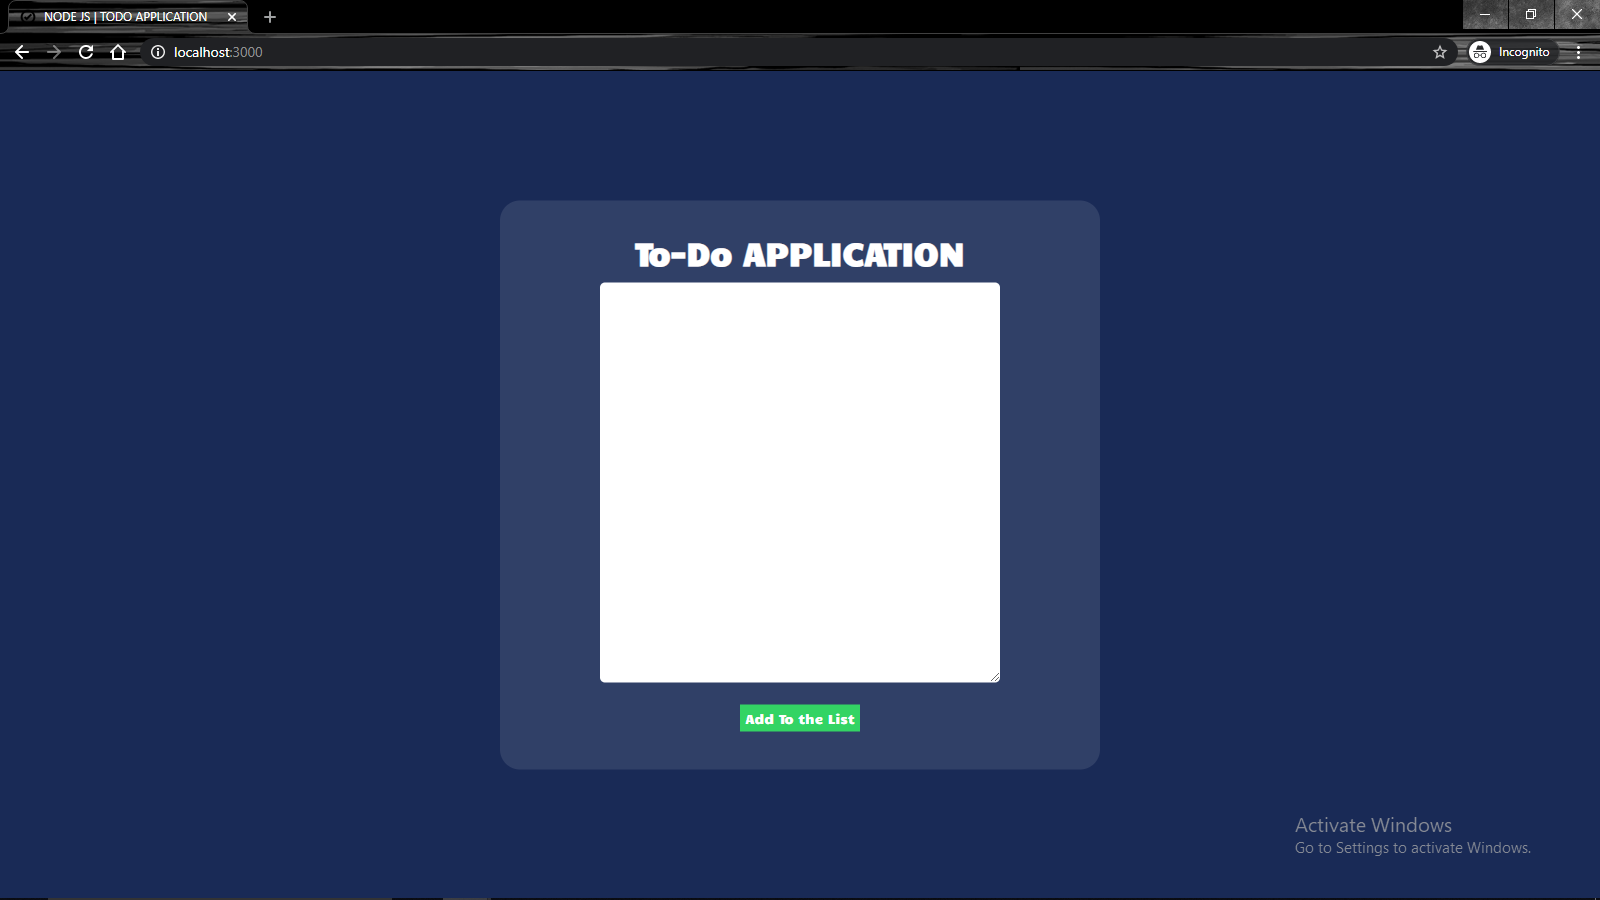 NODE JS | TODO APPLICATION
localhost:3000
Incognito
To-Do APPLICATION
Add To the List
Activate Windows
Go to Settings to activate Windows.